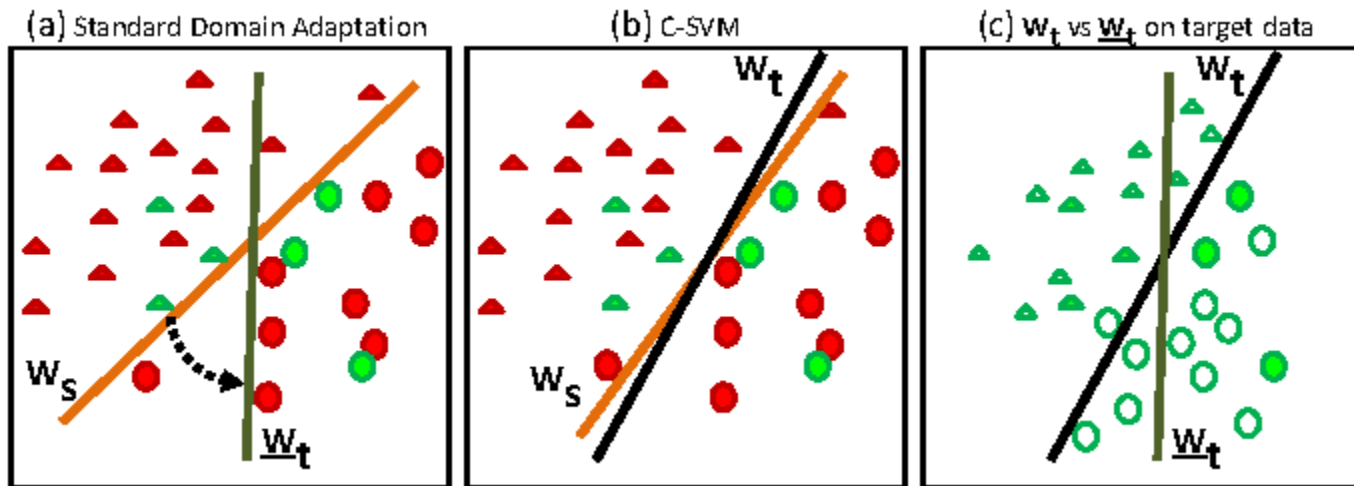 (a) Standard Domain Adaptation
(b) C-SVM
(c) wt vs wt on target data
ws
wt
wt
ws
wt
wt